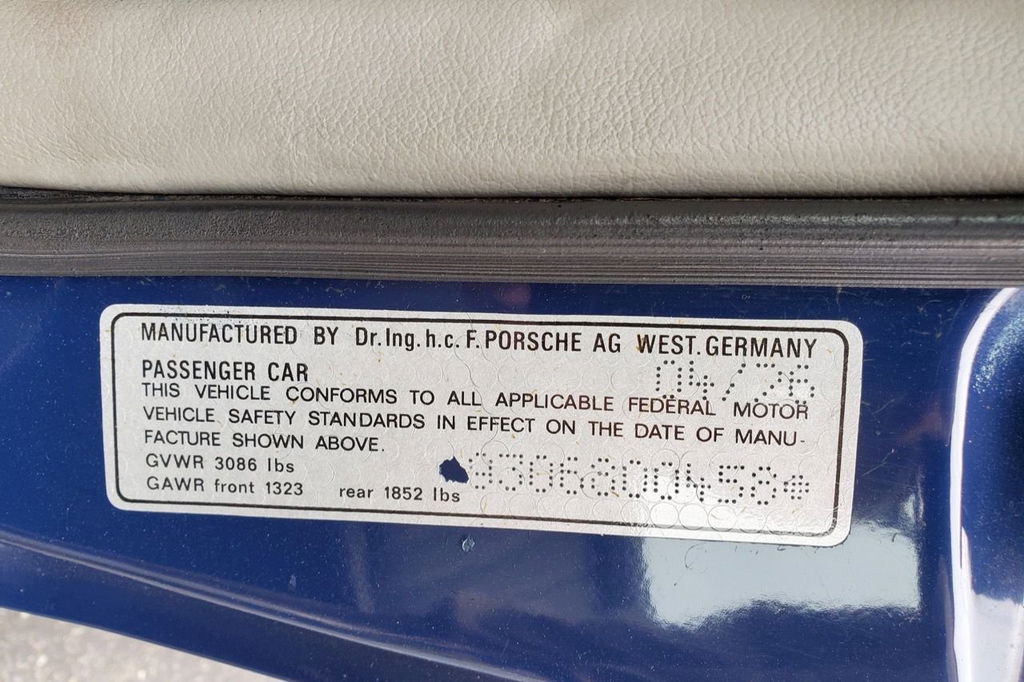 MANUFACTURED BY Dr.Ing.h.c.F.PORSCHE AG WEST.GERMANY
PASSENGER CAR 04/76
THIS VEHICLE CONFORMS TO ALL APPLICABLE FEDERAL MOTOR
VEHICLE SAFETY STANDARDS IN EFFECT ON THE DATE OF MANU-
FACTURE SHOWN ABOVE.
GVWR 3086 lbs
GAWR front 1323 rear 1852 lbs